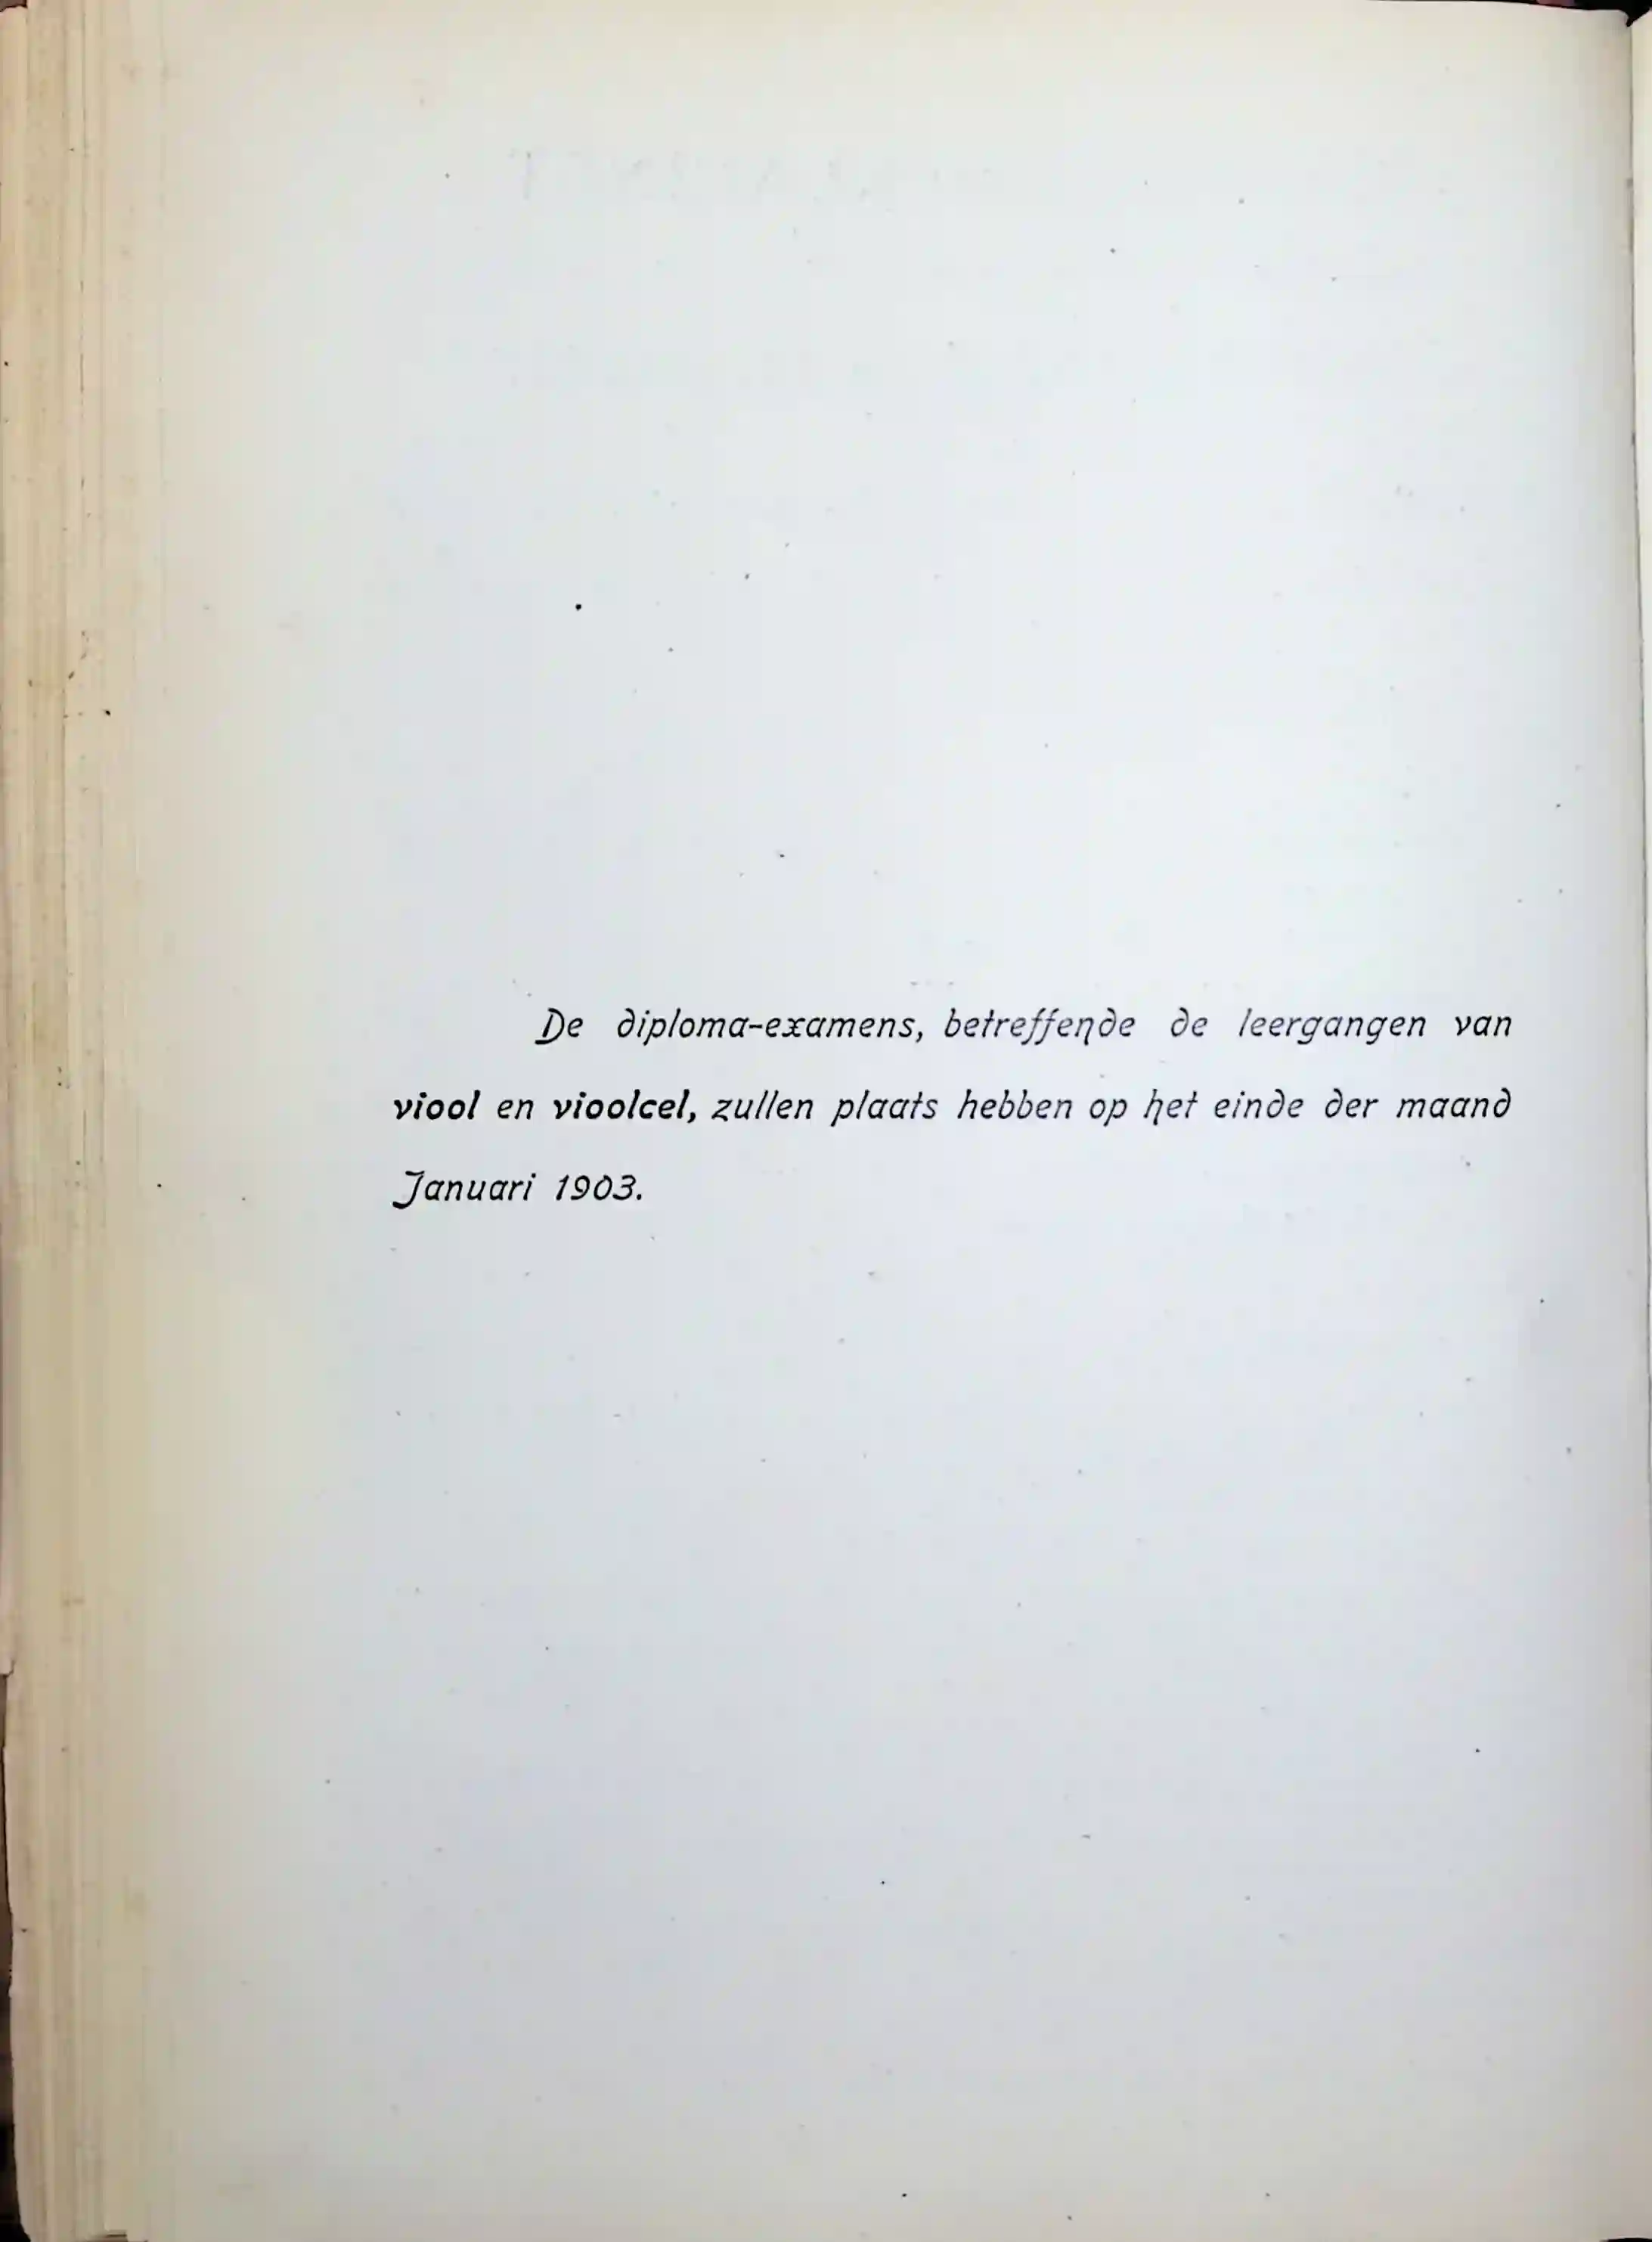 De diploma-examens, betreffende de leergangen van
viool en vioolcel, zullen plaats hebben op het einde der maand
Januari 1903.